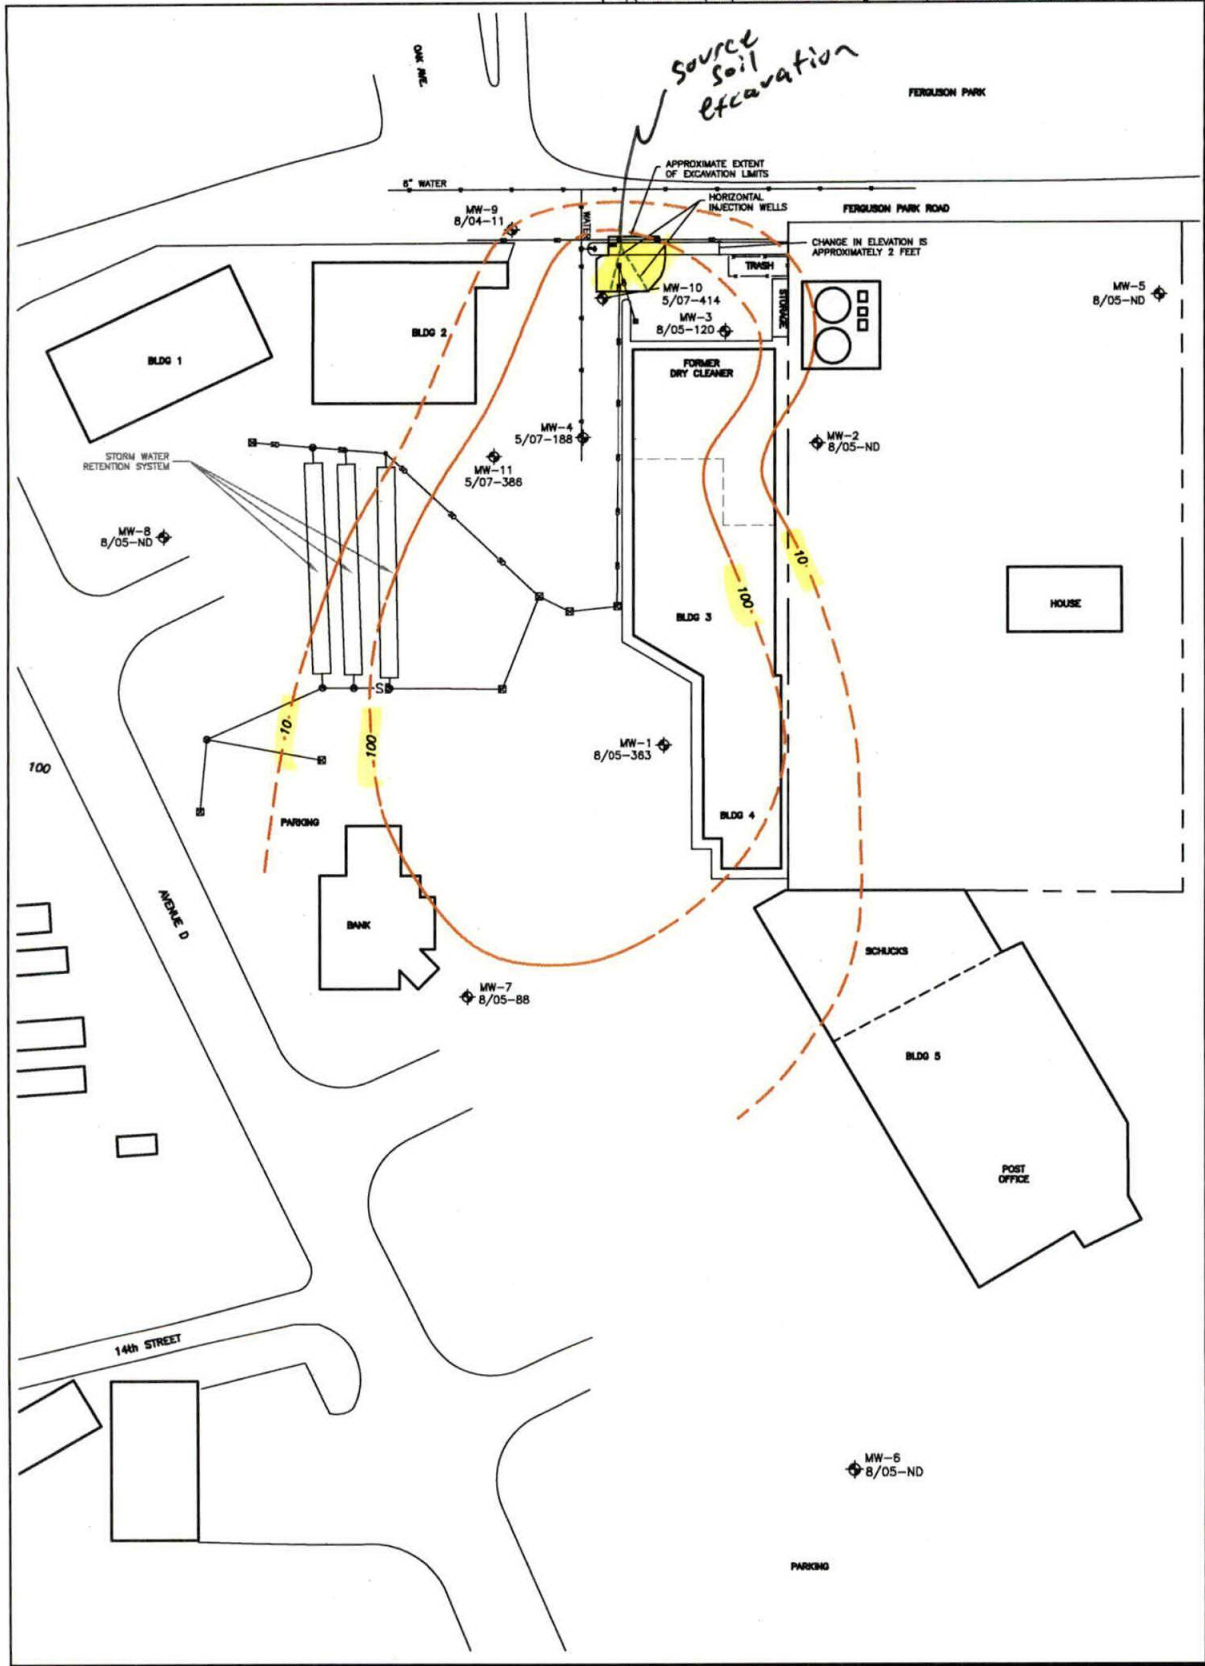 source
soil
excavation
OAK AVE.
FERGUSON PARK
APPROXIMATE EXTENT
OF EXCAVATION LIMITS
8" WATER
HORIZONTAL
INJECTION WELLS
MW-9
8/04-11
WATER
FERGUSON PARK ROAD
CHANGE IN ELEVATION IS
APPROXIMATELY 2 FEET
TRASH
MW-10
5/07-414
STORAGE
MW-5
8/05-ND
MW-3
8/05-120
BLDG 2
BLDG 1
FORMER
DRY CLEANER
MW-4
5/07-188
MW-2
8/05-ND
MW-11
5/07-386
STORM WATER
RETENTION SYSTEM
MW-8
8/05-ND
10
100
HOUSE
BLDG 3
S
10
100
MW-1
8/05-363
100
PARKING
BLDG 4
AVENUE D
BANK
SCHUCKS
MW-7
8/05-88
BLDG 5
POST
OFFICE
14th STREET
MW-6
8/05-ND
PARKING